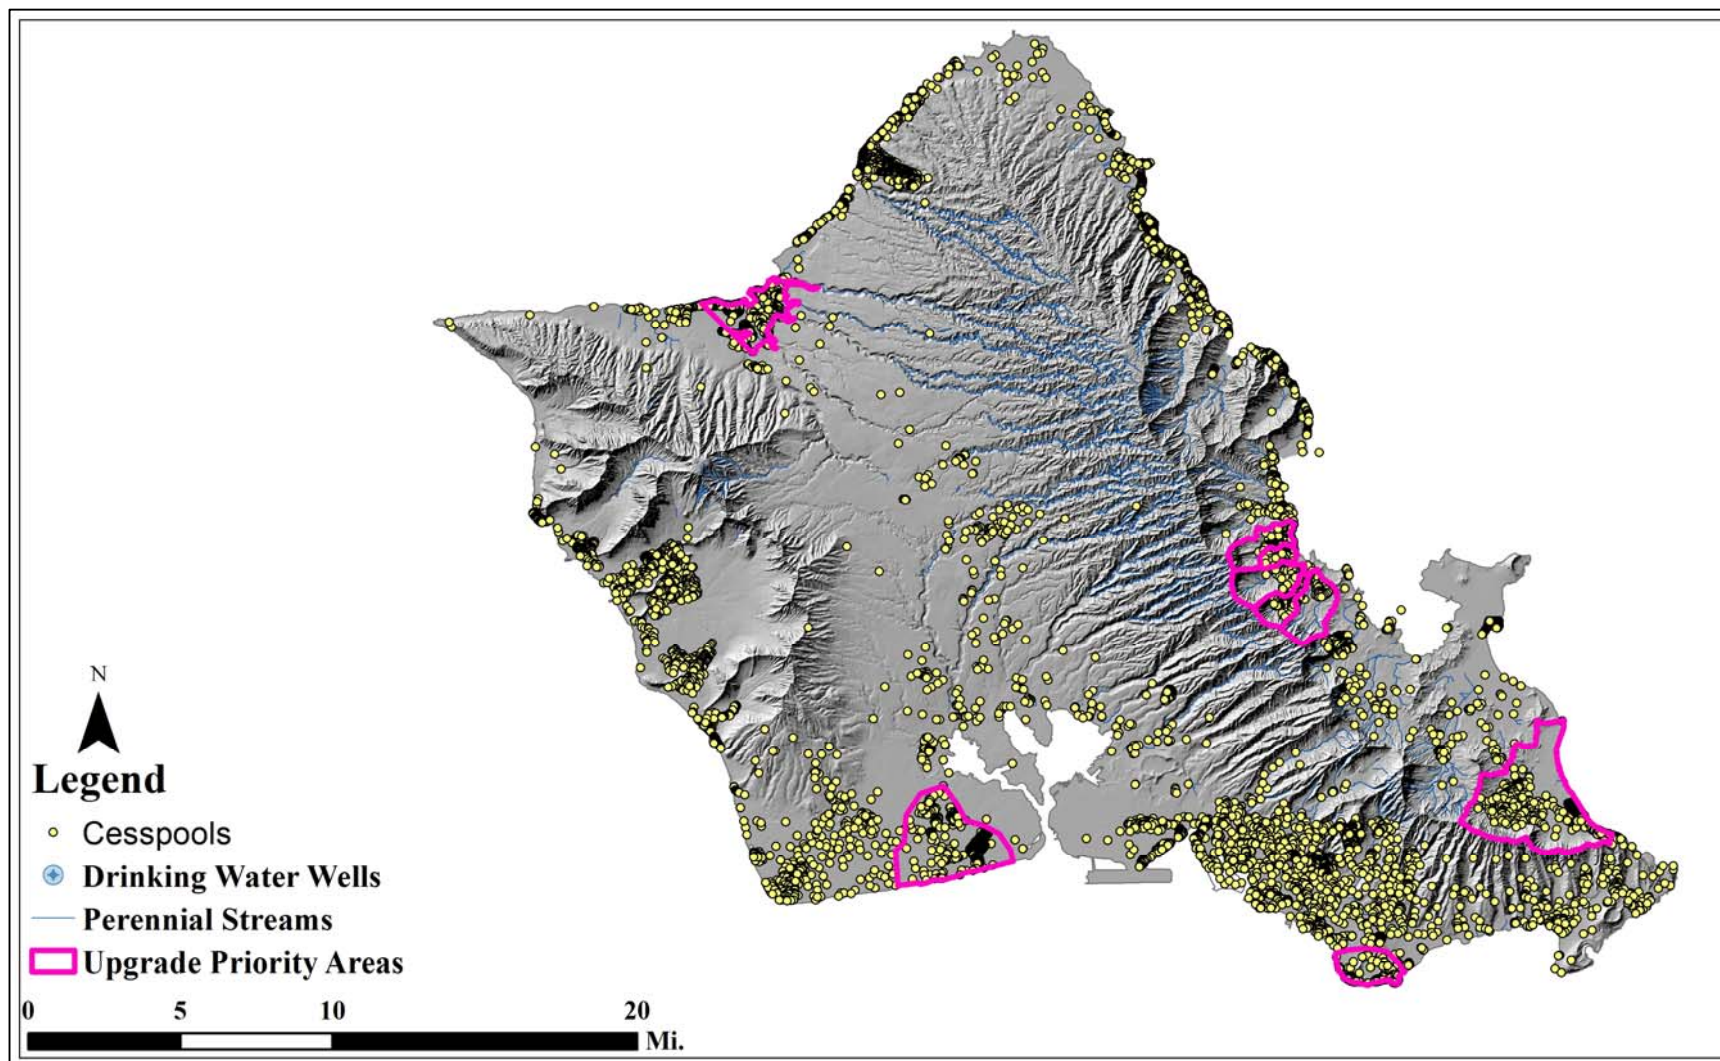 N
Legend
Cesspools
Drinking Water Wells
Perennial Streams
Upgrade Priority Areas
0 5 10 20
Mi.